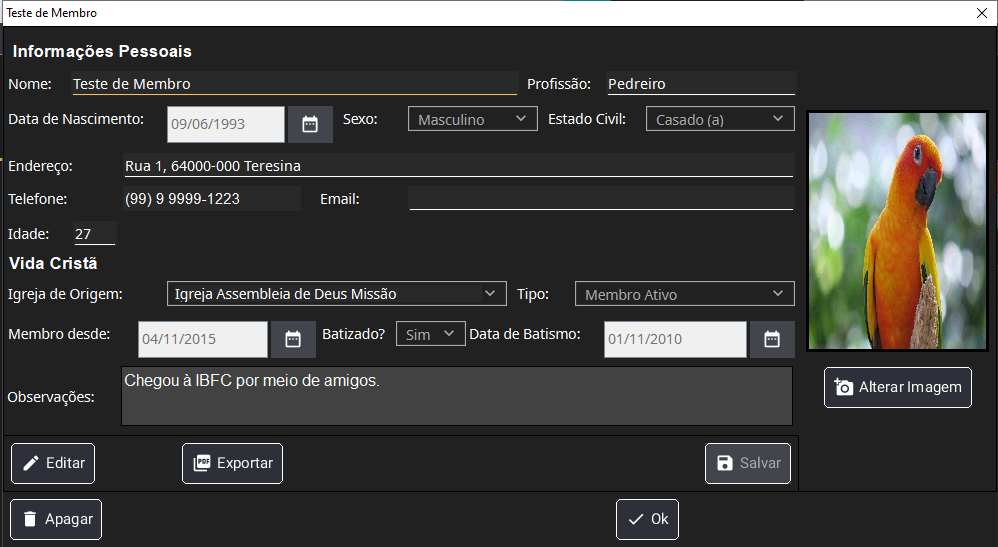 Teste de Membro
Informações Pessoais
Nome: Teste de Membro Profissão: Pedreiro
Data de Nascimento: 09/06/1993 Sexo: Masculino Estado Civil: Casado (a)
Endereço: Rua 1, 64000-000 Teresina
Telefone: (99) 9 9999-1223 Email:
Idade: 27
Vida Cristã
Igreja de Origem: Igreja Assembleia de Deus Missão Tipo: Membro Ativo
Membro desde: 04/11/2015 Batizado? Sim Data de Batismo: 01/11/2010
Observações: Chegou à IBFC por meio de amigos.
Alterar Imagem
Editar PDF Exportar Salvar
Apagar Ok